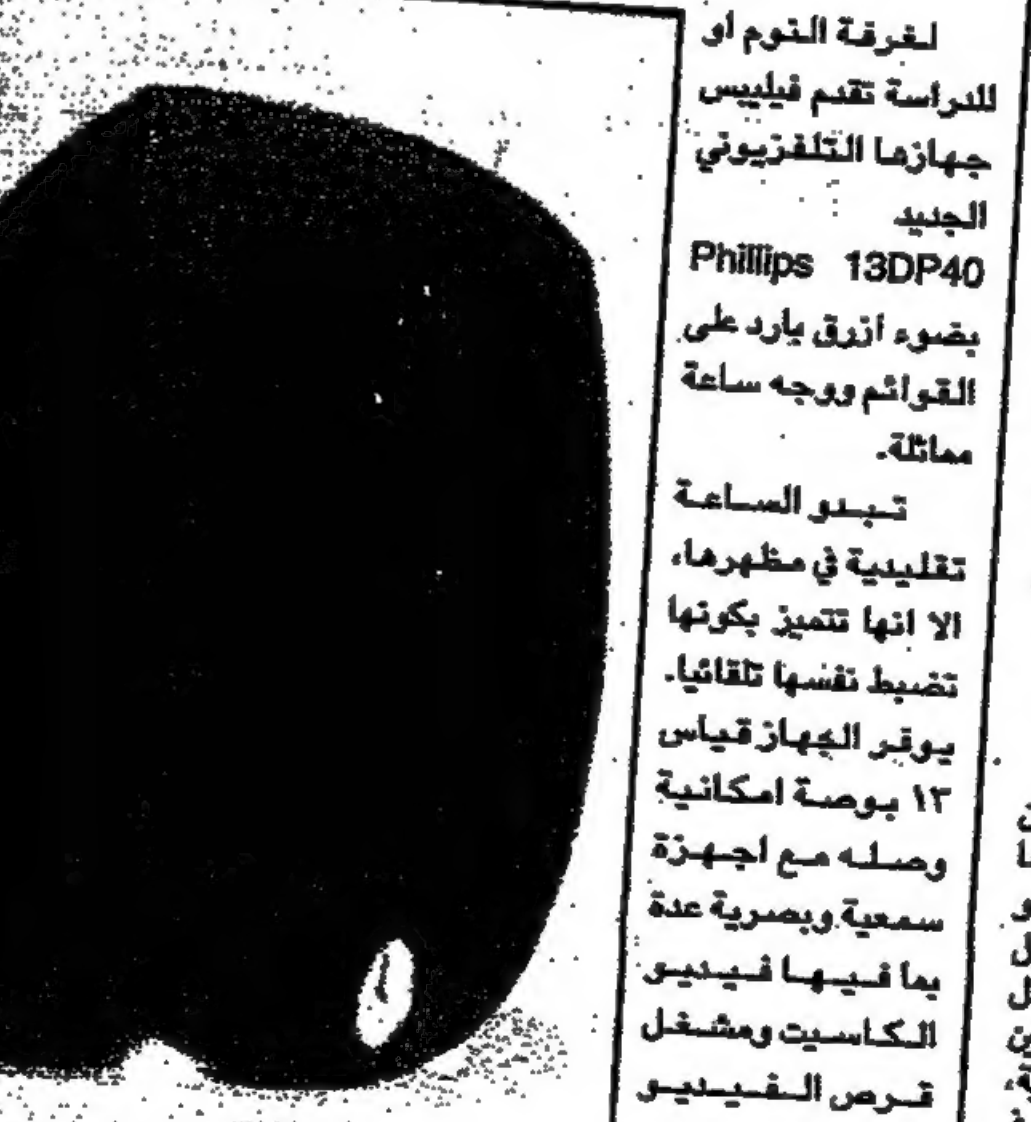 لغرفة النوم او
للدراسة تقدم فيليبس
جهازها التلفزيوني
الجديد
Phillips 13DP40
بضوء ازرق بارد على
القوائم ووجه ساعة
مماثلة.
تبدو الساعة
تقليدية في مظهرها،
الا انها تتميز بكونها
تضبط نفسها تلقائيا.
يوفر الجهاز قياس
١٣ بوصة امكانية
وصله مع اجهزة
سمعية وبصرية عدة
بما فيها فيديو
الكاسيت ومشغل
قرص الفيديو